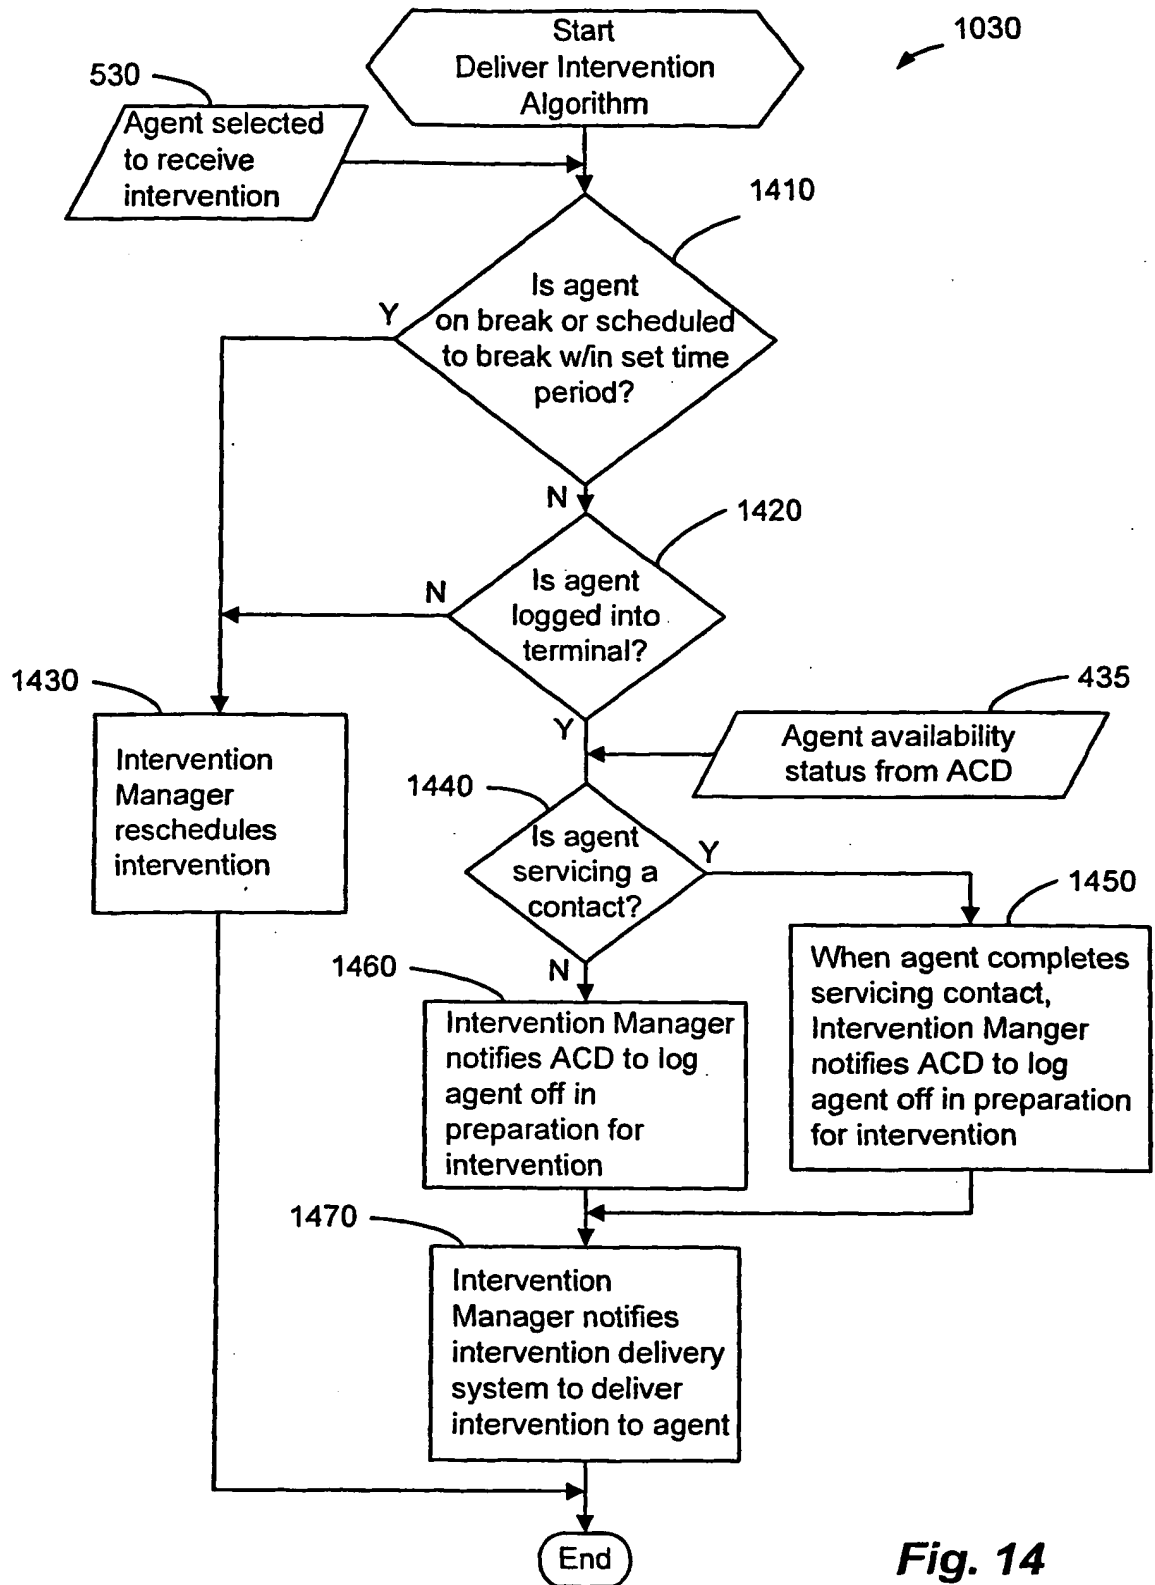 Start
Deliver Intervention
Algorithm
1030
530
Agent selected
to receive
intervention
1410
Is agent
on break or scheduled
to break w/in set time
period?
Y
N
1420
Is agent
logged into
terminal?
N
Y
1430
Intervention
Manager
reschedules
intervention
435
Agent availability
status from ACD
1440
Is agent
servicing a
contact?
Y
N
1450
When agent completes
servicing contact,
Intervention Manger
notifies ACD to log
agent off in preparation
for intervention
1460
Intervention Manager
notifies ACD to log
agent off in
preparation for
intervention
1470
Intervention
Manager notifies
intervention delivery
system to deliver
intervention to agent
End
Fig. 14